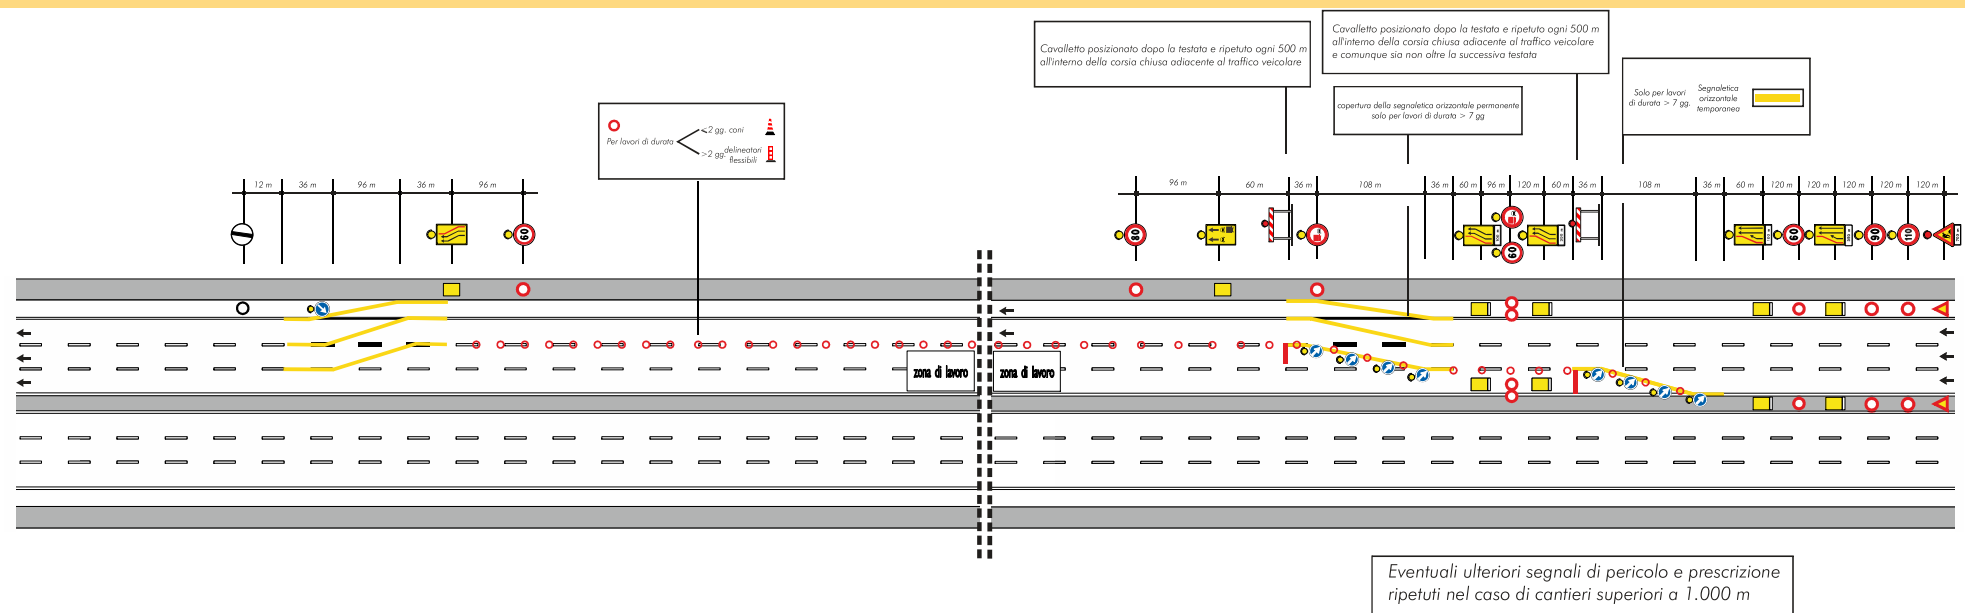 Cavalletto posizionato dopo la testata e ripetuto ogni 500 m
all'interno della corsia chiusa adiacente al traffico veicolare
Cavalletto posizionato dopo la testata e ripetuto ogni 500 m
all'interno della corsia chiusa adiacente al traffico veicolare
e comunque sia non oltre la successiva testata
copertura della segnaletica orizzontale permanente
solo per lavori di durata > 7 gg
Solo per lavori
di durata > 7 gg.
Segnaletica
orizzontale
temporanea
Per lavori di durata
<2 gg. coni
>2 gg. delineatori
flessibili
12 m 36 m 96 m 36 m 96 m
96 m 60 m 36 m 108 m 36 m 60 m 96 m 120 m 60 m 36 m 108 m 36 m 60 m 120 m 120 m 120 m 120 m 120 m
60
80
60
60
90
110
zona di lavoro
zona di lavoro
Eventuali ulteriori segnali di pericolo e prescrizione
ripetuti nel caso di cantieri superiori a 1.000 m